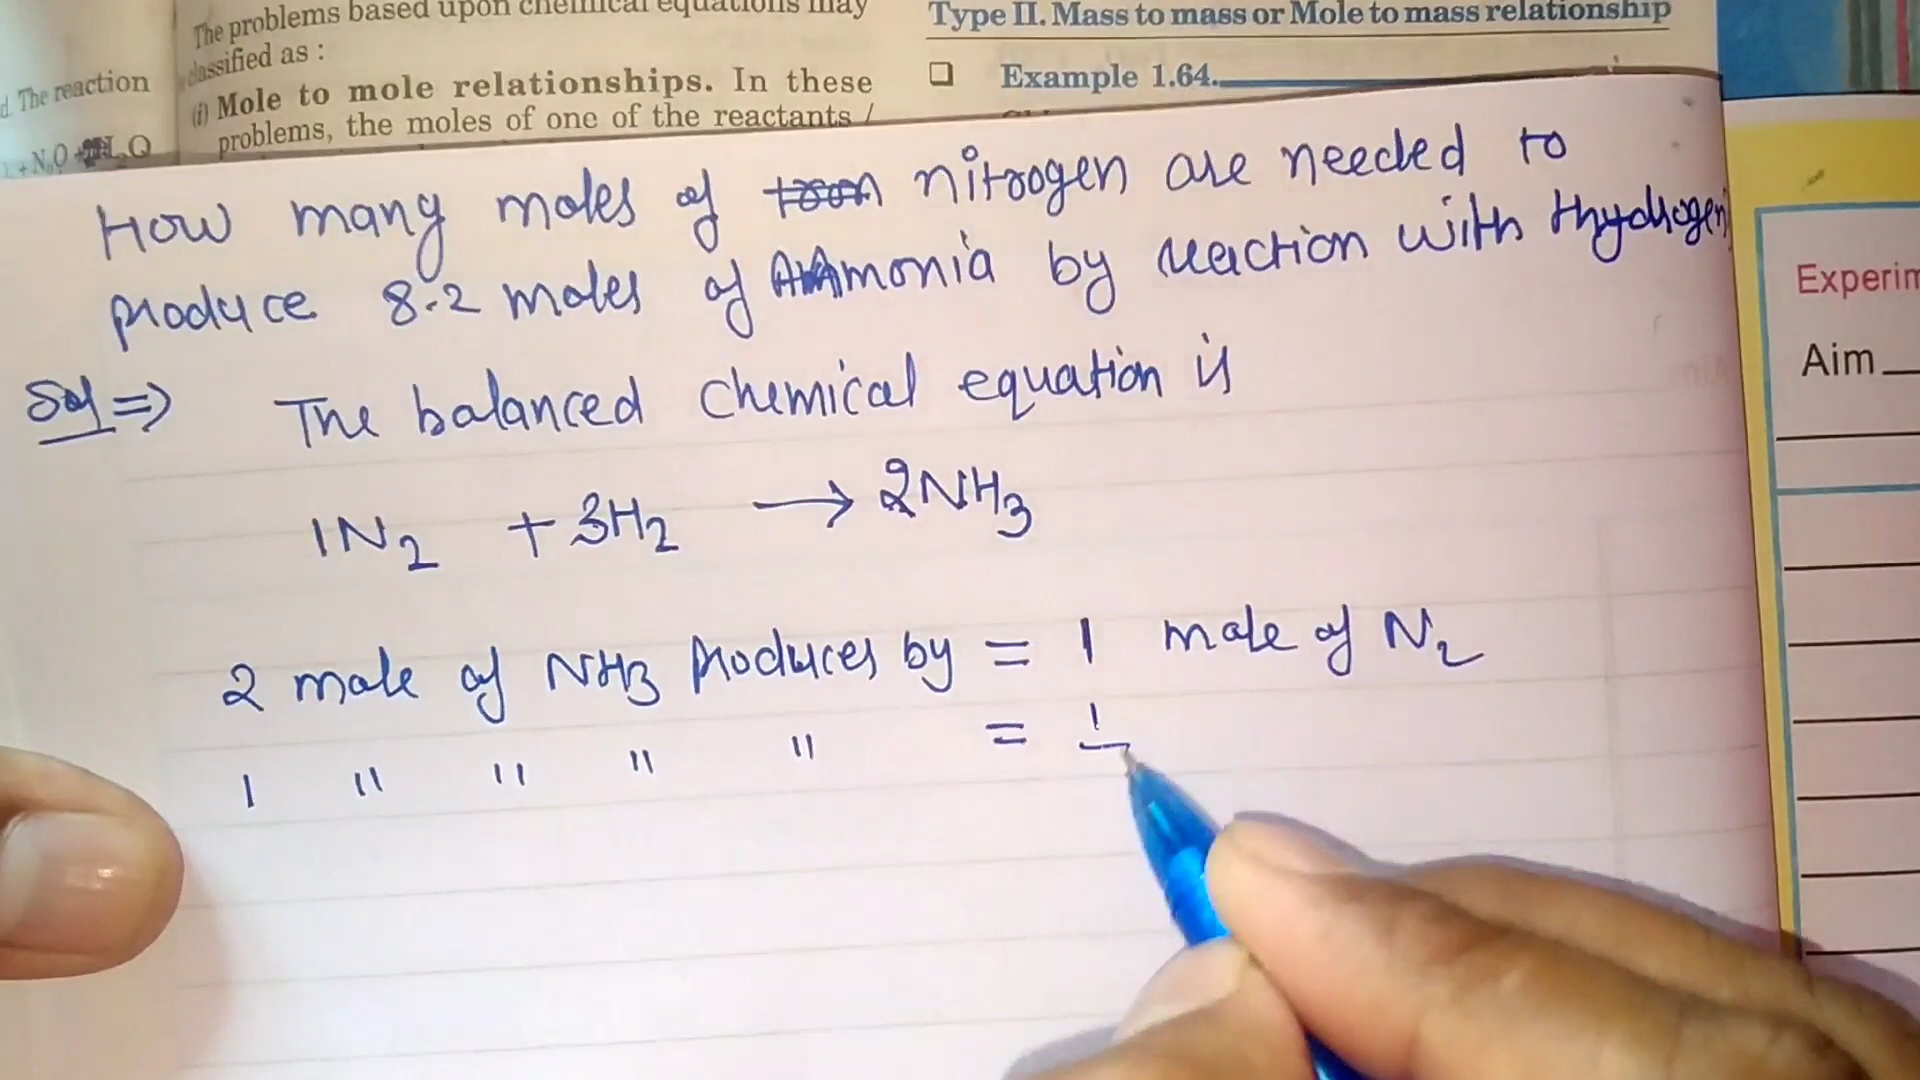 The problems based upon chemical equations may
classified as :
(i) Mole to mole relationships. In these
problems, the moles of one of the reactants /
d. The reaction
+ N2O +
Type II. Mass to mass or Mole to mass relationship
Example 1.64.
How many moles of nitrogen are needed to
produce 8.2 moles of Ammonia by reaction with Hydrogen
Sol ⇒ The balanced chemical equation is
1N2 + 3H2 → 2NH3
2 mole of NH3 produces by = 1 mole of N2
1 " " " " = 1
Experim
Aim